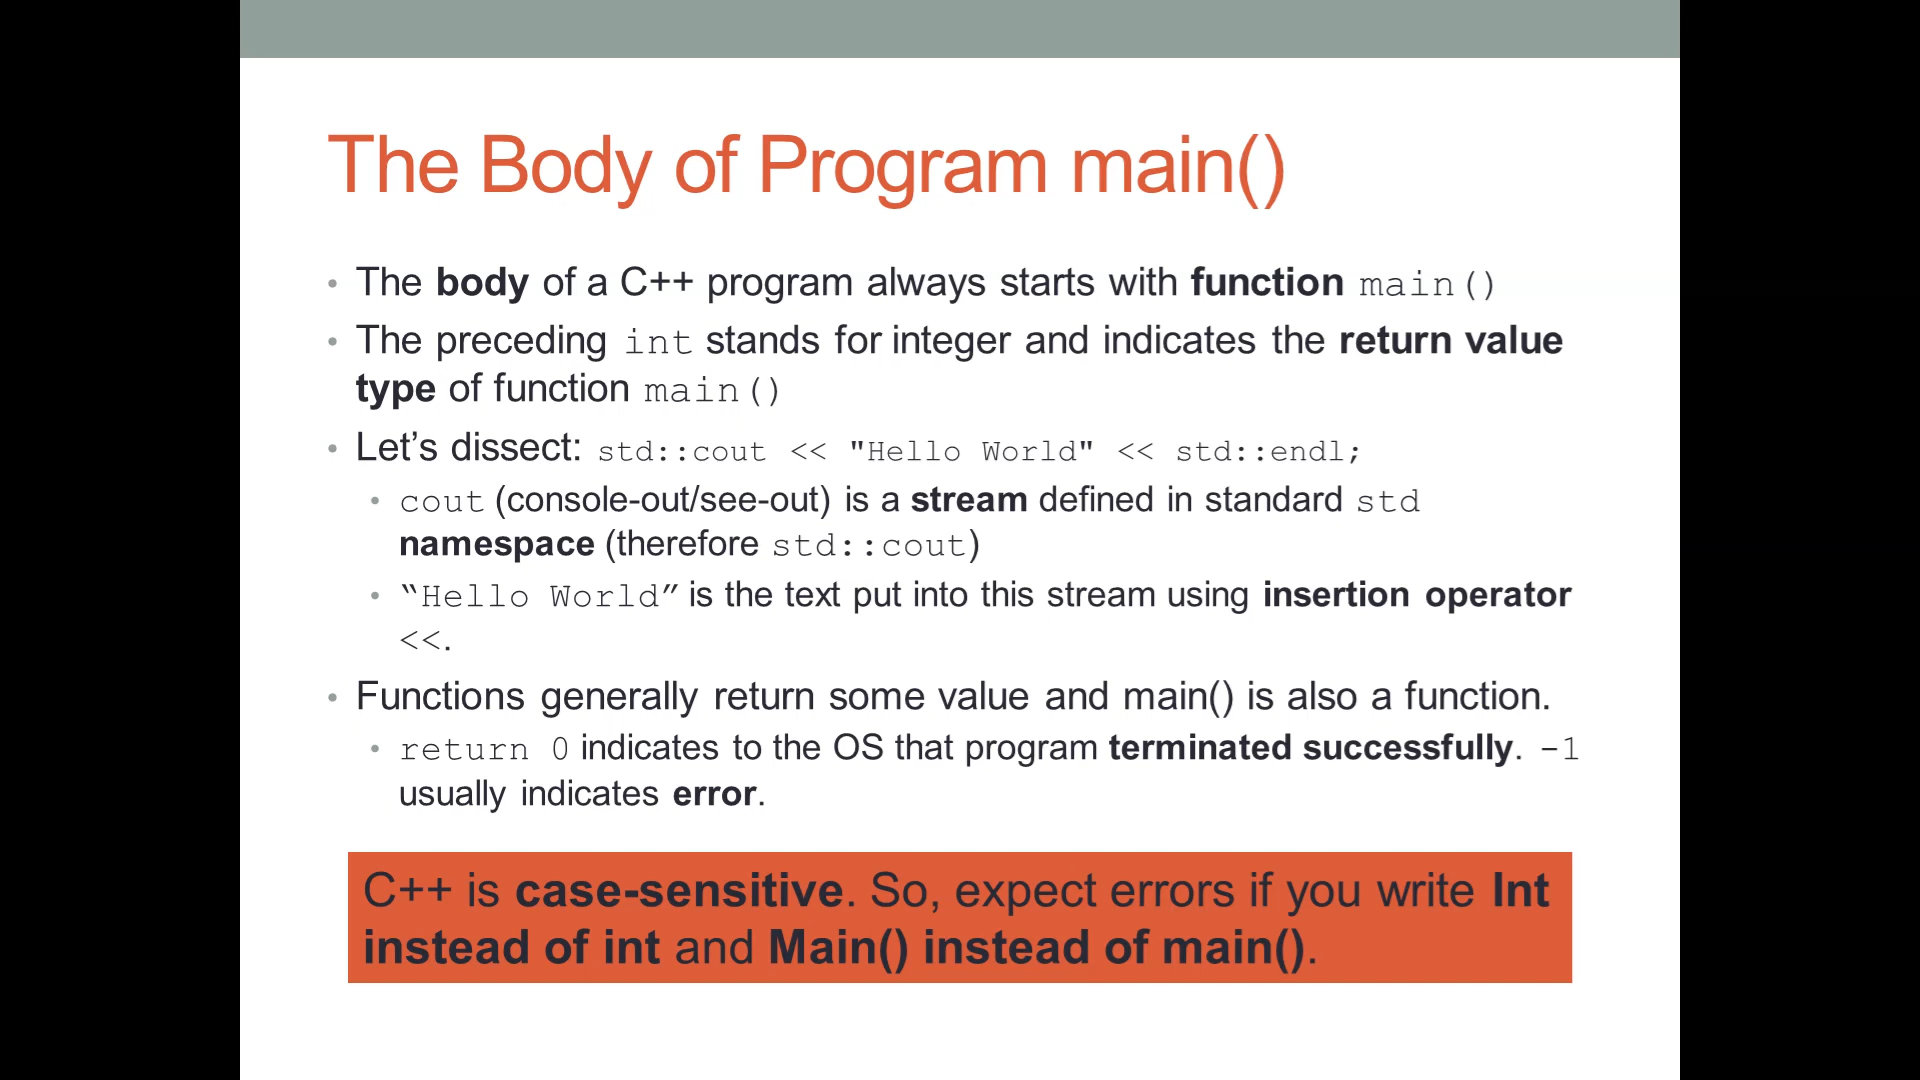 The Body of Program main()
• The body of a C++ program always starts with function main()
• The preceding int stands for integer and indicates the return value
type of function main()
• Let’s dissect: std::cout << "Hello World" << std::endl;
• cout (console-out/see-out) is a stream defined in standard std
namespace (therefore std::cout)
• “Hello World” is the text put into this stream using insertion operator
<<.
• Functions generally return some value and main() is also a function.
• return 0 indicates to the OS that program terminated successfully. -1
usually indicates error.
C++ is case-sensitive. So, expect errors if you write Int
instead of int and Main() instead of main().